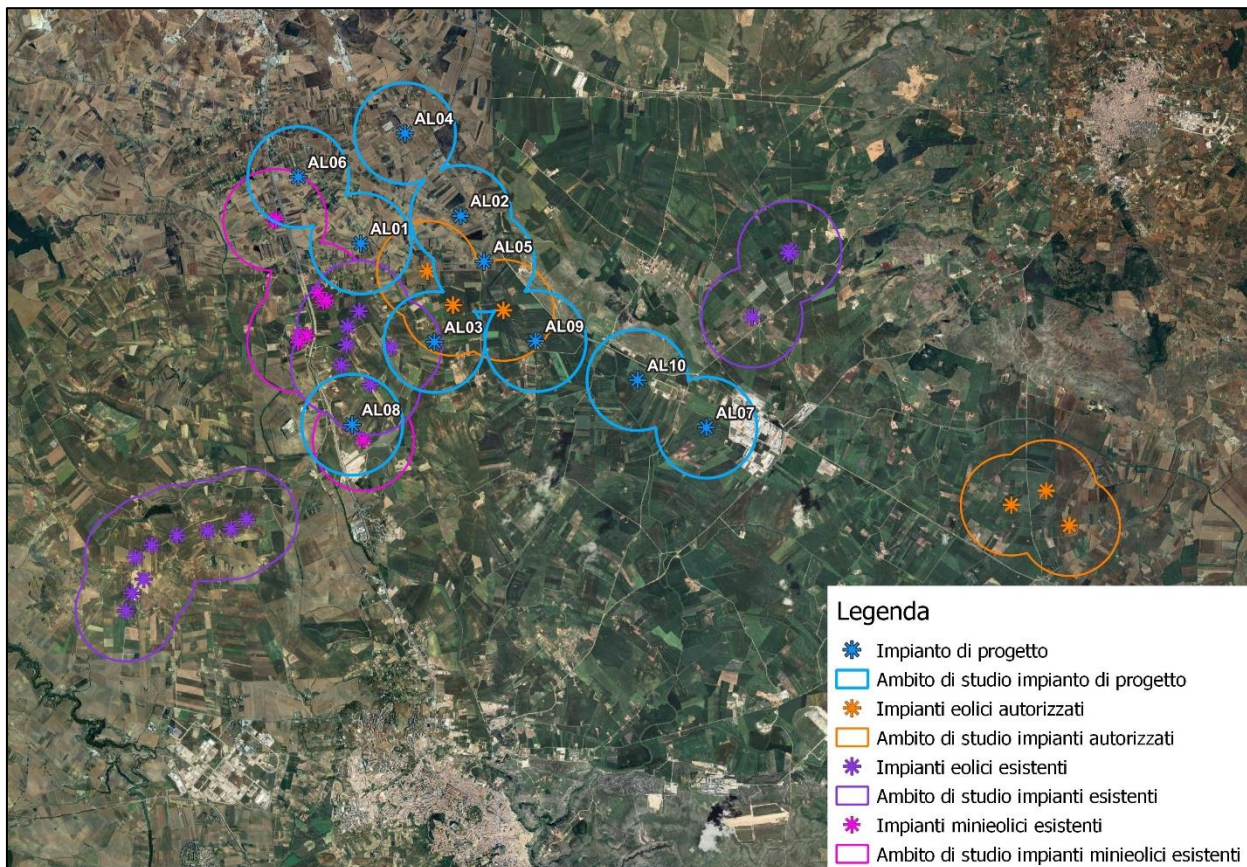 AL04
AL06
AL02
AL01
AL05
AL03
AL09
AL10
AL08
AL07
Legenda
Impianto di progetto
Ambito di studio impianto di progetto
Impianti eolici autorizzati
Ambito di studio impianti autorizzati
Impianti eolici esistenti
Ambito di studio impianti esistenti
Impianti minieolici esistenti
Ambito di studio impianti minieolici esistenti